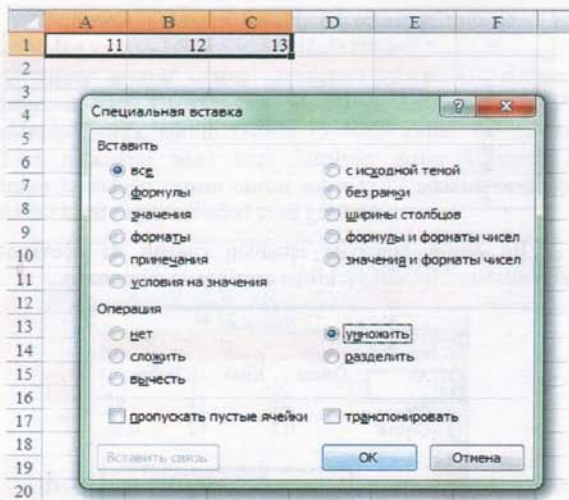 A B C D E F
1 11 12 13
2
3
4
5
6
7
8
9
10
11
12
13
14
15
16
17
18
19
20
Специальная вставка
Вставить
все
с исходной темой
формулы
без рамки
значения
ширины столбцов
форматы
формулы и форматы чисел
примечания
значения и форматы чисел
условия на значения
Операция
нет
умножить
сложить
разделить
вычесть
пропускать пустые ячейки
транспонировать
Вставить связь
ОК
Отмена